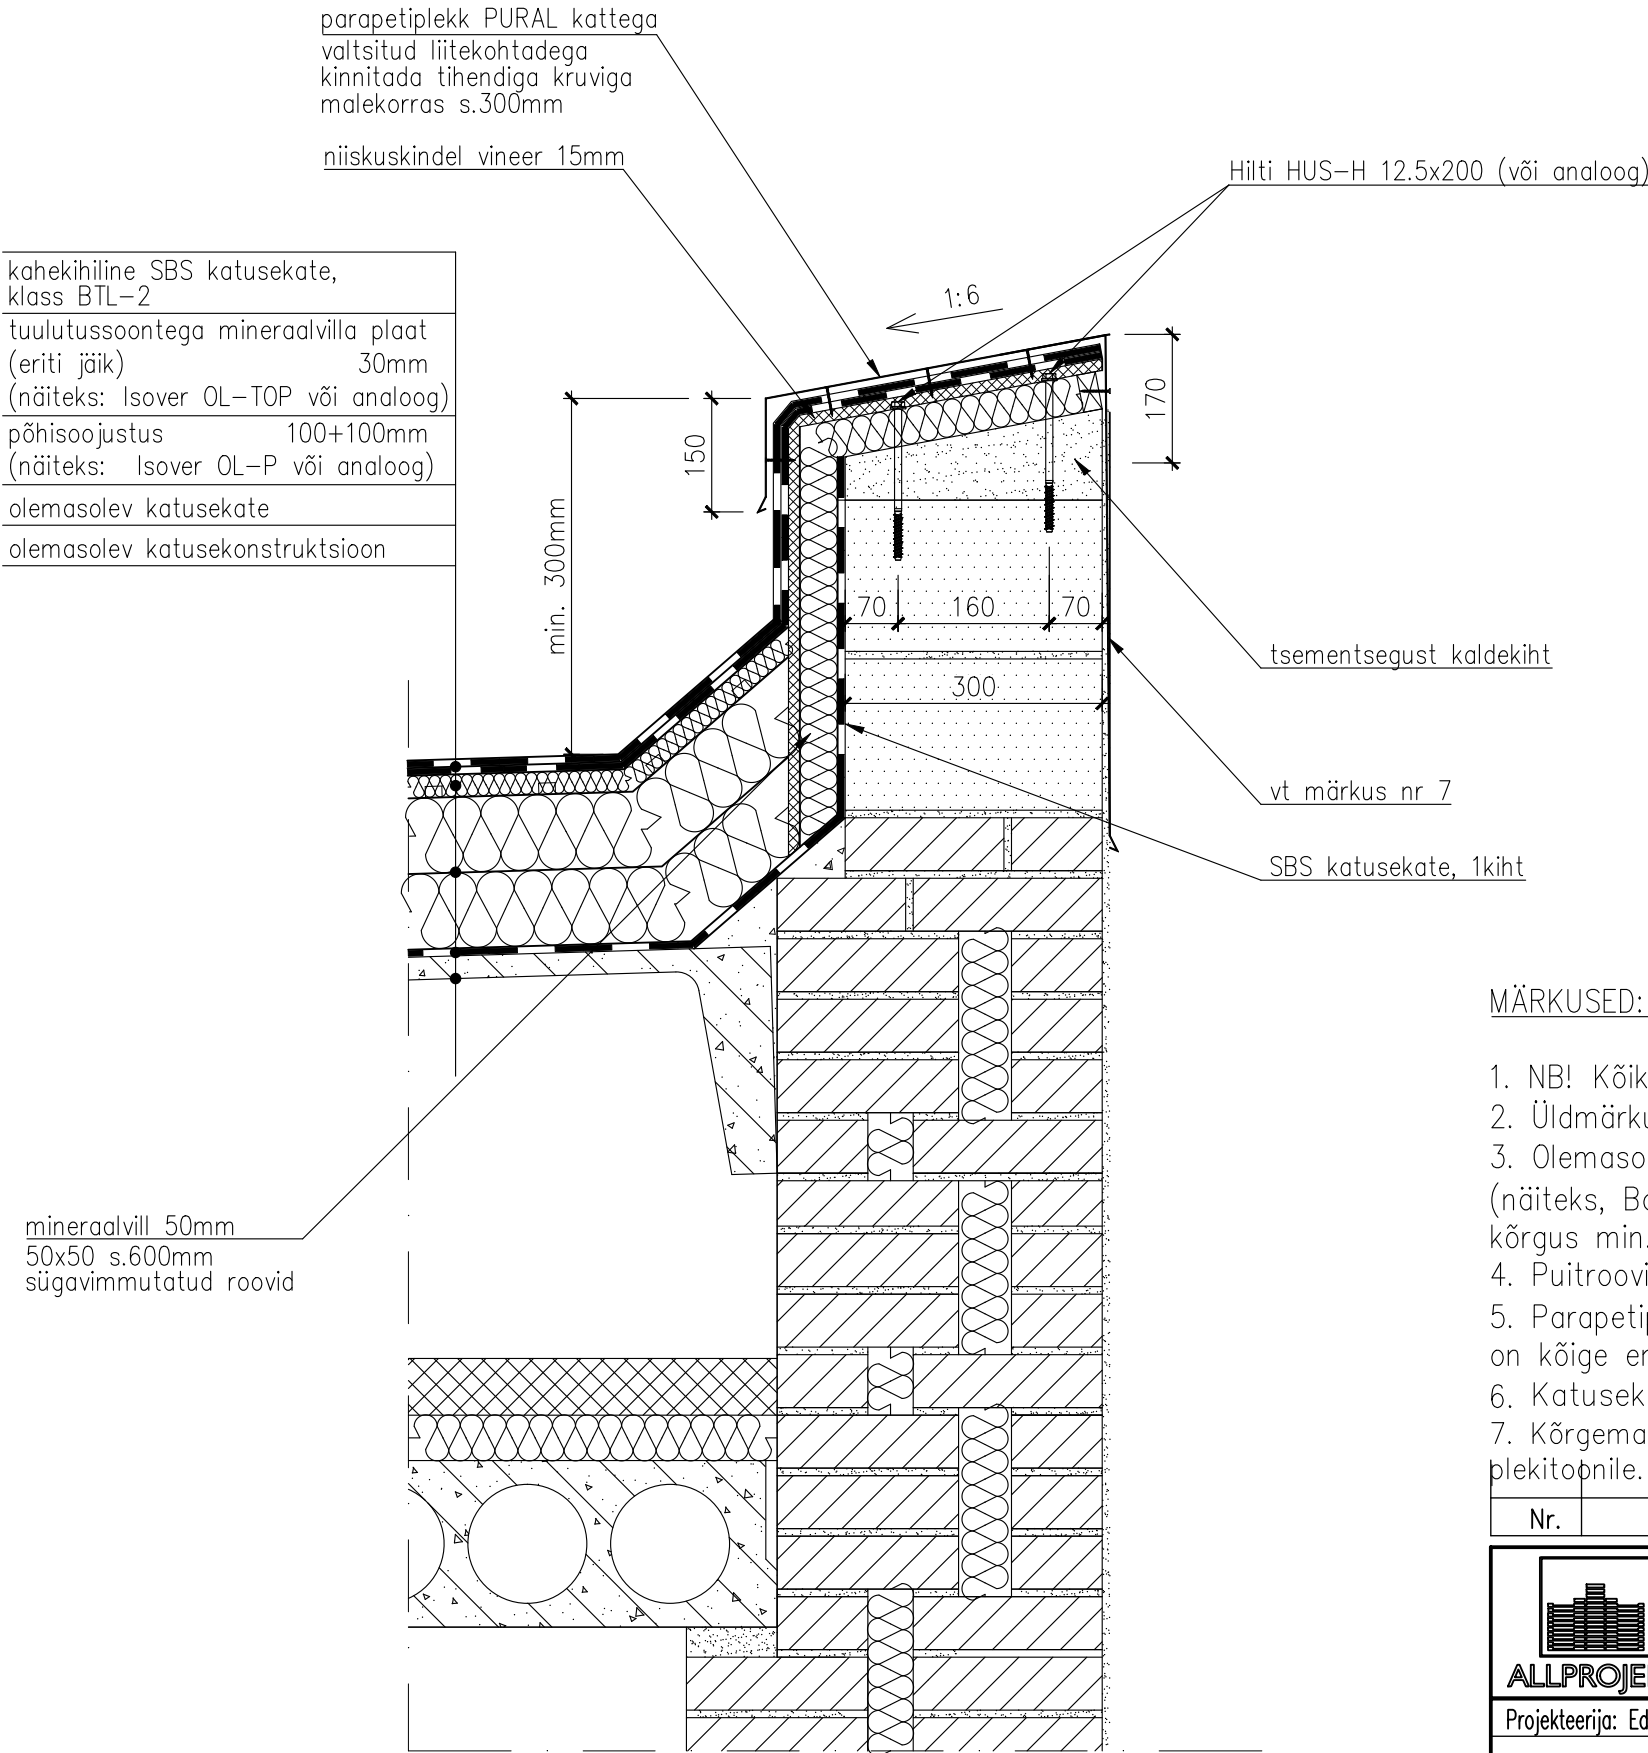 parapetiplekk PURAL kattega
valtsitud liitekohtadega
kinnitada tihendiga kruviga
malekorras s.300mm
niiskuskindel vineer 15mm
Hilti HUS-H 12.5x200 (või analoog)
kahekihiline SBS katusekate,
klass BTL-2
tuulutussoontega mineraalvilla plaat
(eriti jäik) 30mm
(näiteks: Isover OL-TOP või analoog)
põhisoojustus 100+100mm
(näiteks: Isover OL-P või analoog)
olemasolev katusekate
olemasolev katusekonstruktsioon
1:6
170
150
min. 300mm
70 160 70
300
tsementsegust kaldekiht
vt märkus nr 7
SBS katusekate, 1kiht
mineraalvill 50mm
50x50 s.600mm
sügavimmutatud roovid
MÄRKUSED:
1. NB! Kõik
2. Üldmärku
3. Olemaso
(näiteks, Ba
kõrgus min.
4. Puitroovi
5. Parapetip
on kõige er
6. Katusek
7. Kõrgema
plekitoonile.
Nr.
ALLPROJE
Projekteerija: Ed